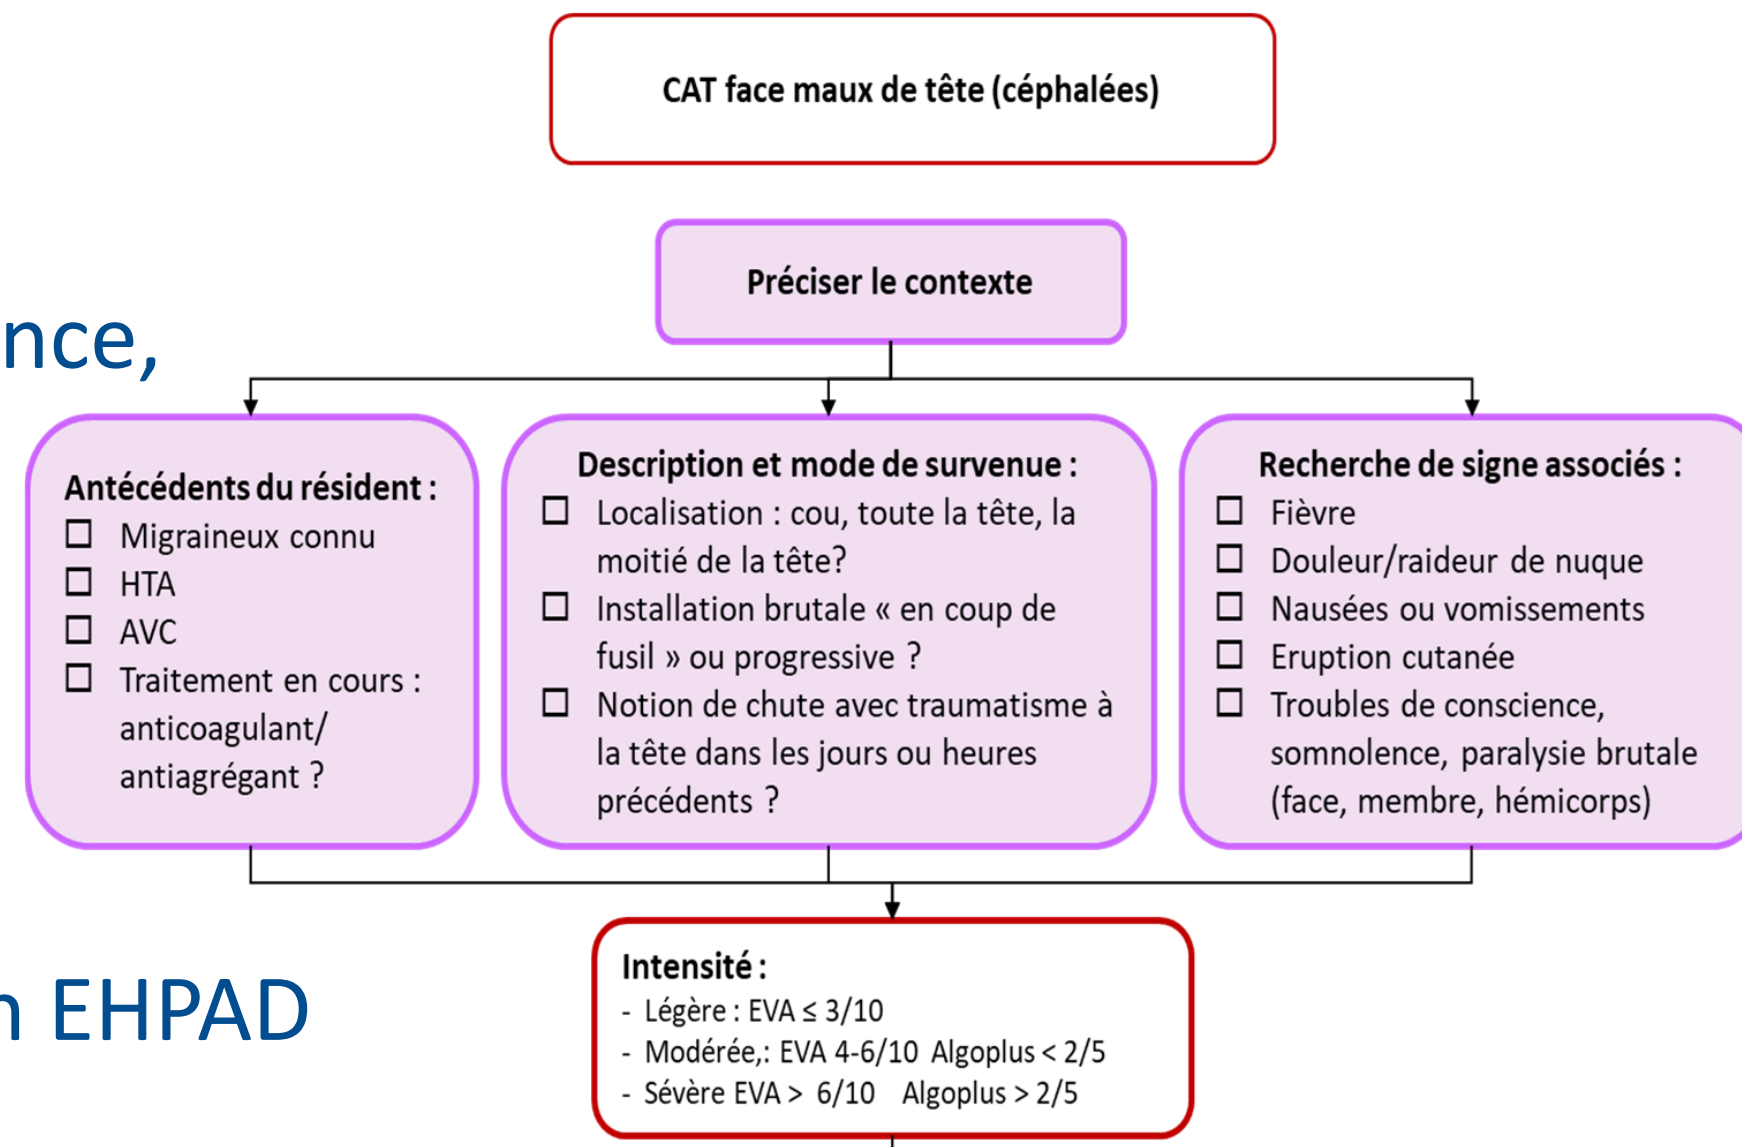 CAT face maux de tête (céphalées)
Préciser le contexte
nce,
Antécédents du résident :
☐ Migraineux connu
☐ HTA
☐ AVC
☐ Traitement en cours :
anticoagulant/
antiagrégant ?
Description et mode de survenue :
☐ Localisation : cou, toute la tête, la
moitié de la tête?
☐ Installation brutale « en coup de
fusil » ou progressive ?
☐ Notion de chute avec traumatisme à
la tête dans les jours ou heures
précédents ?
Recherche de signe associés :
☐ Fièvre
☐ Douleur/raideur de nuque
☐ Nausées ou vomissements
☐ Eruption cutanée
☐ Troubles de conscience,
somnolence, paralysie brutale
(face, membre, hémicorps)
n EHPAD
Intensité :
- Légère : EVA ≤ 3/10
- Modérée,: EVA 4-6/10 Algoplus < 2/5
- Sévère EVA > 6/10 Algoplus > 2/5